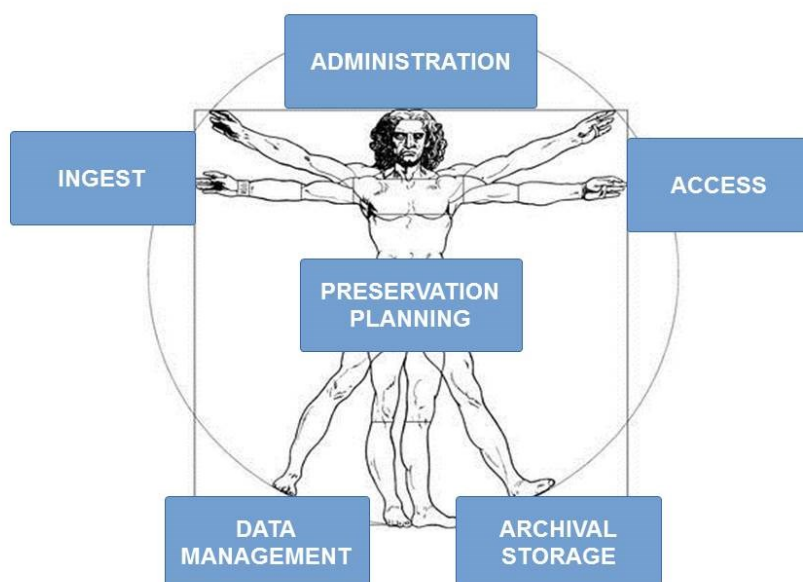 ADMINISTRATION
INGEST
ACCESS
PRESERVATION
PLANNING
DATA
MANAGEMENT
ARCHIVAL
STORAGE